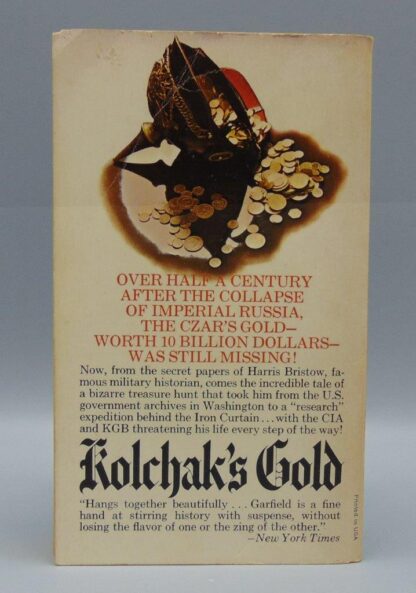 OVER HALF A CENTURY
AFTER THE COLLAPSE
OF IMPERIAL RUSSIA,
THE CZAR'S GOLD—
WORTH 10 BILLION DOLLARS—
WAS STILL MISSING!
Now, from the secret papers of Harris Bristow, fa-
mous military historian, comes the incredible tale of
a bizarre treasure hunt that took him from the U.S.
government archives in Washington to a "research"
expedition behind the Iron Curtain...with the CIA
and KGB threatening his life every step of the way!
Kolchak's Gold
"Hangs together beautifully... Garfield is a fine
hand at stirring history with suspense, without
losing the flavor of one or the zing of the other."
—New York Times
Printed in USA